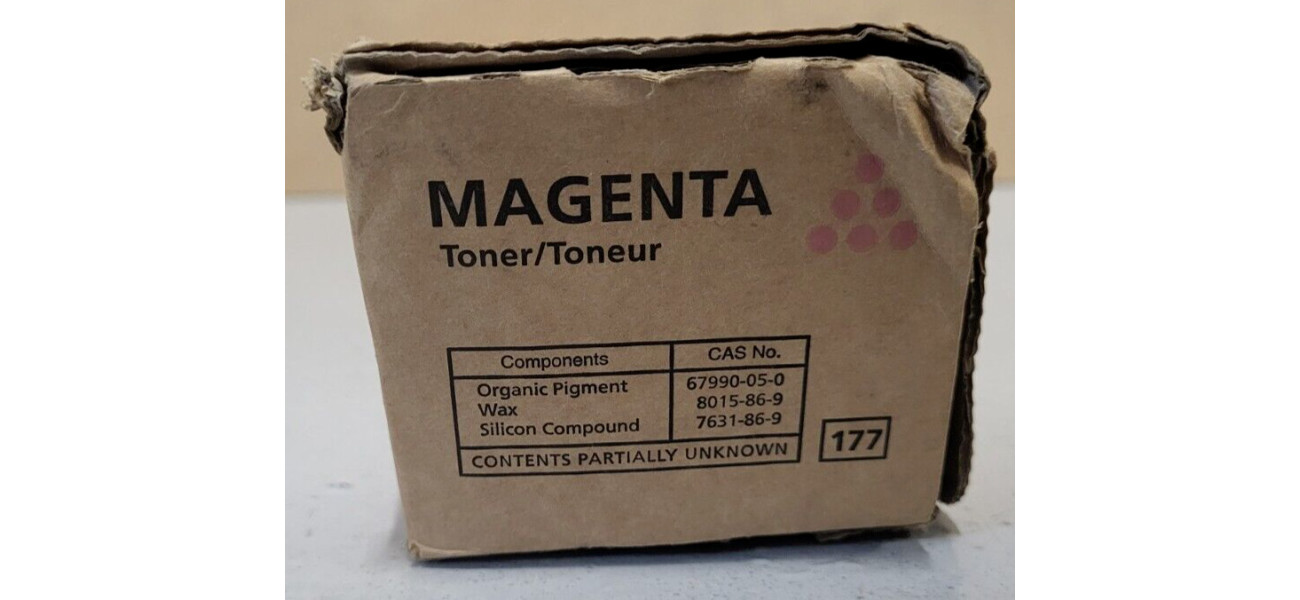 MAGENTA
Toner/Toneur
Components CAS No.
Organic Pigment 67990-05-0
Wax 8015-86-9
Silicon Compound 7631-86-9
CONTENTS PARTIALLY UNKNOWN
177